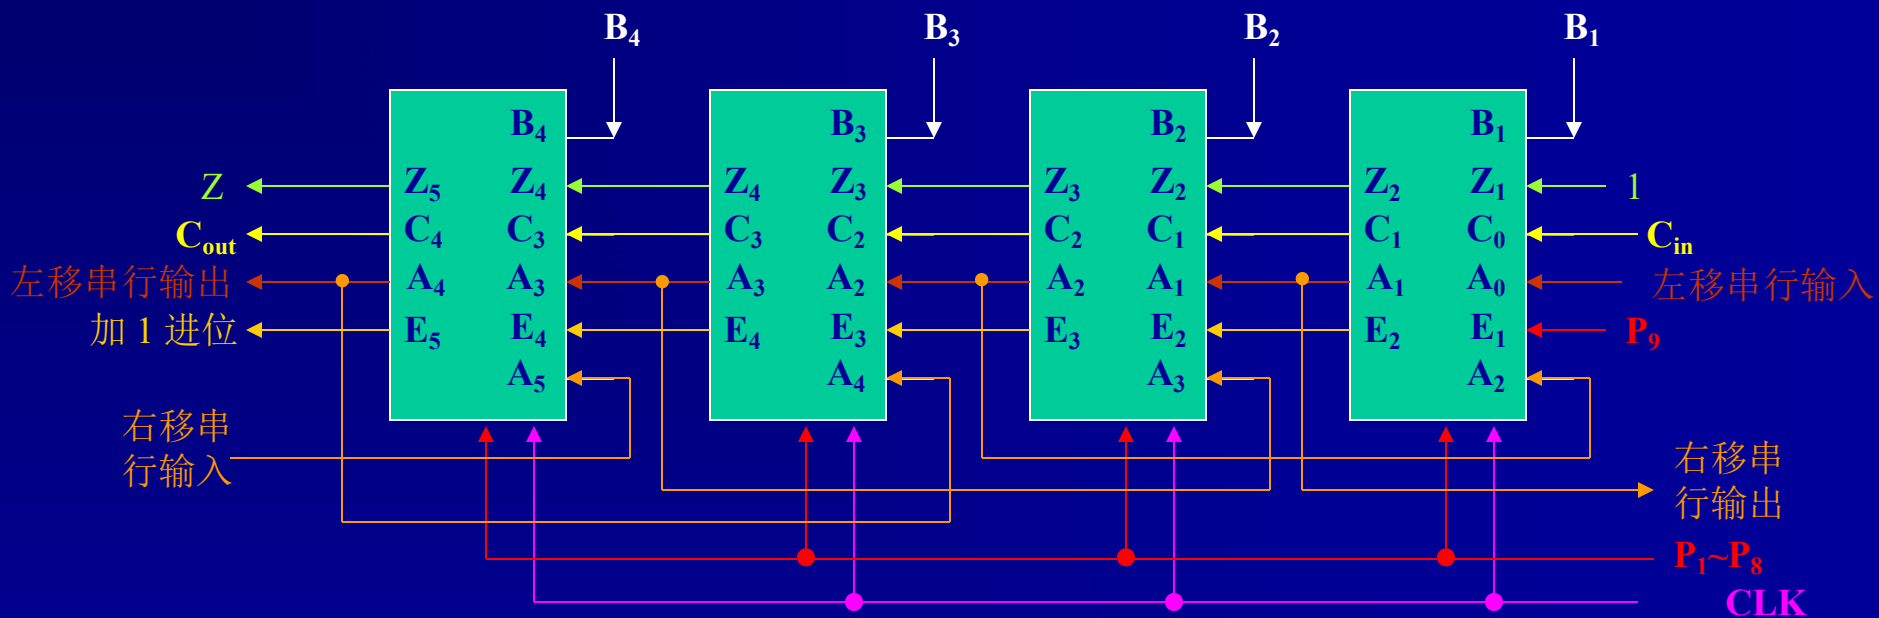 B4 B3 B2 B1
B4 B3 B2 B1
Z Z5 Z4 Z4 Z3 Z3 Z2 Z2 Z1 1
Cout C4 C3 C3 C2 C2 C1 C1 C0 Cin
左移串行输出 A4 A3 A3 A2 A2 A1 A1 A0 左移串行输入
加 1 进位 E5 E4 E4 E3 E3 E2 E2 E1 P9
A5 A4 A3 A2
右移串
行输入
右移串
行输出
P1~P8
CLK